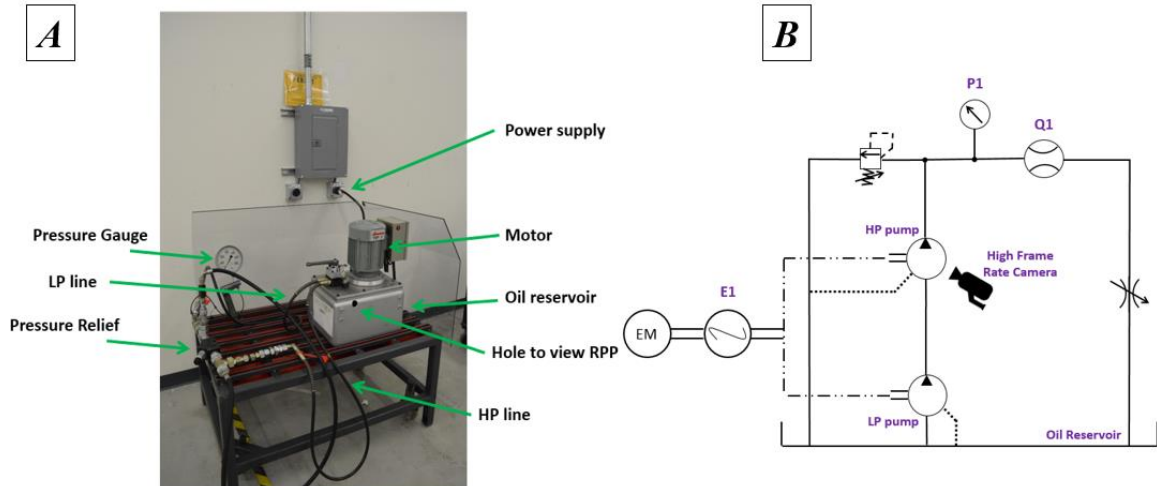 A
Power supply
Pressure Gauge
Motor
LP line
Oil reservoir
Pressure Relief
Hole to view RPP
HP line
B
P1
Q1
HP pump
High Frame
Rate Camera
E1
EM
LP pump
Oil Reservoir